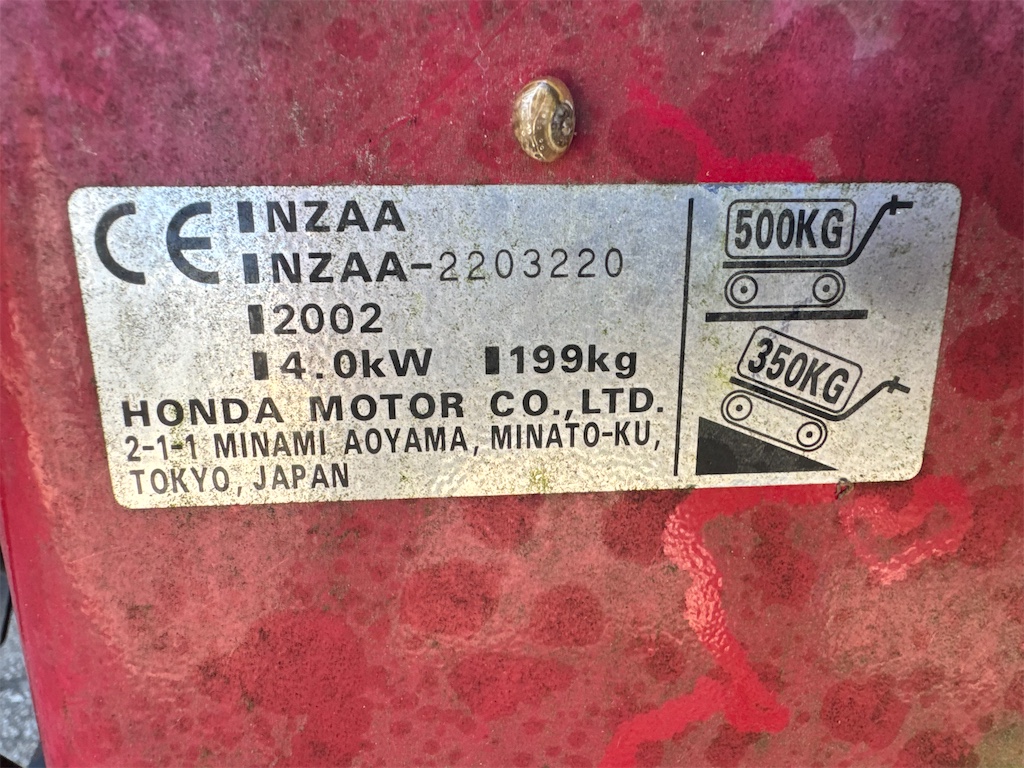 CE NZAA
NZAA-2203220
2002
4.0kW 199kg
HONDA MOTOR CO.,LTD.
2-1-1 MINAMI AOYAMA, MINATO-KU,
TOKYO, JAPAN
500KG
350KG